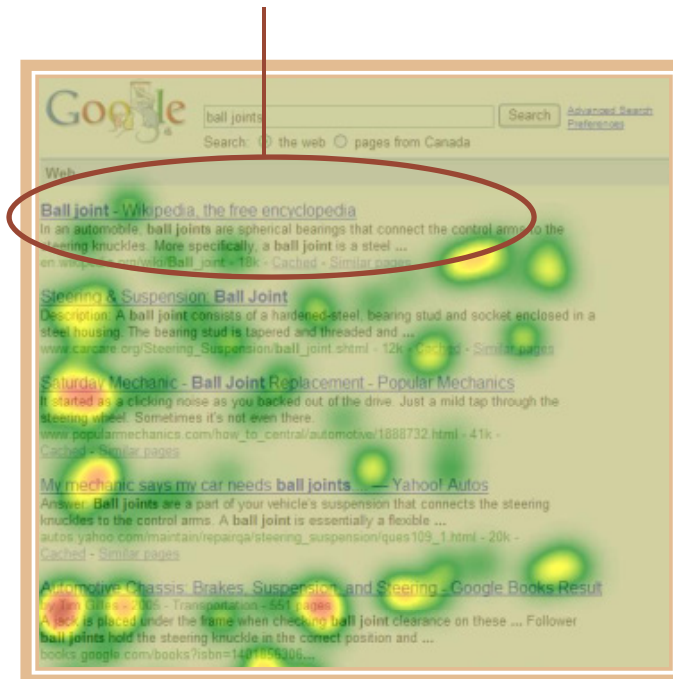 Google
ball joints Search Advanced Search
Preferences
Search: the web pages from Canada
Web
Ball joint - Wikipedia, the free encyclopedia
In an automobile, ball joints are spherical bearings that connect the control arms to the
steering knuckles. More specifically, a ball joint is a steel ...
en.wikipedia.org/wiki/Ball_joint - 18k - Cached - Similar pages
Steering & Suspension: Ball Joint
Description: A ball joint consists of a hardened-steel, bearing stud and socket enclosed in a
steel housing. The bearing stud is tapered and threaded and ...
www.carcare.org/Steering_Suspension/ball_joint.shtml - 12k - Cached - Similar pages
Saturday Mechanic - Ball Joint Replacement - Popular Mechanics
It started as a clicking noise as you backed out of the drive. Just a mild tap through the
steering wheel. Sometimes it's not even there.
www.popularmechanics.com/how_to_central/automotive/1888732.html - 41k -
Cached - Similar pages
My mechanic says my car needs ball joints ... — Yahoo! Autos
Answer: Ball joints are a part of your vehicle's suspension that connects the steering
knuckles to the control arms. A ball joint is essentially a flexible ...
autos.yahoo.com/maintain/repairqa/steering_suspension/ques109_1.html - 20k -
Cached - Similar pages
Automotive Chassis: Brakes, Suspension, and Steering - Google Books Result
by Tim Gilles - 2005 - Transportation - 551 pages
A jack is placed under the frame when checking ball joint clearance on these ... Follower
ball joints hold the steering knuckle in the correct position and ...
books.google.com/books?isbn=1401856306...